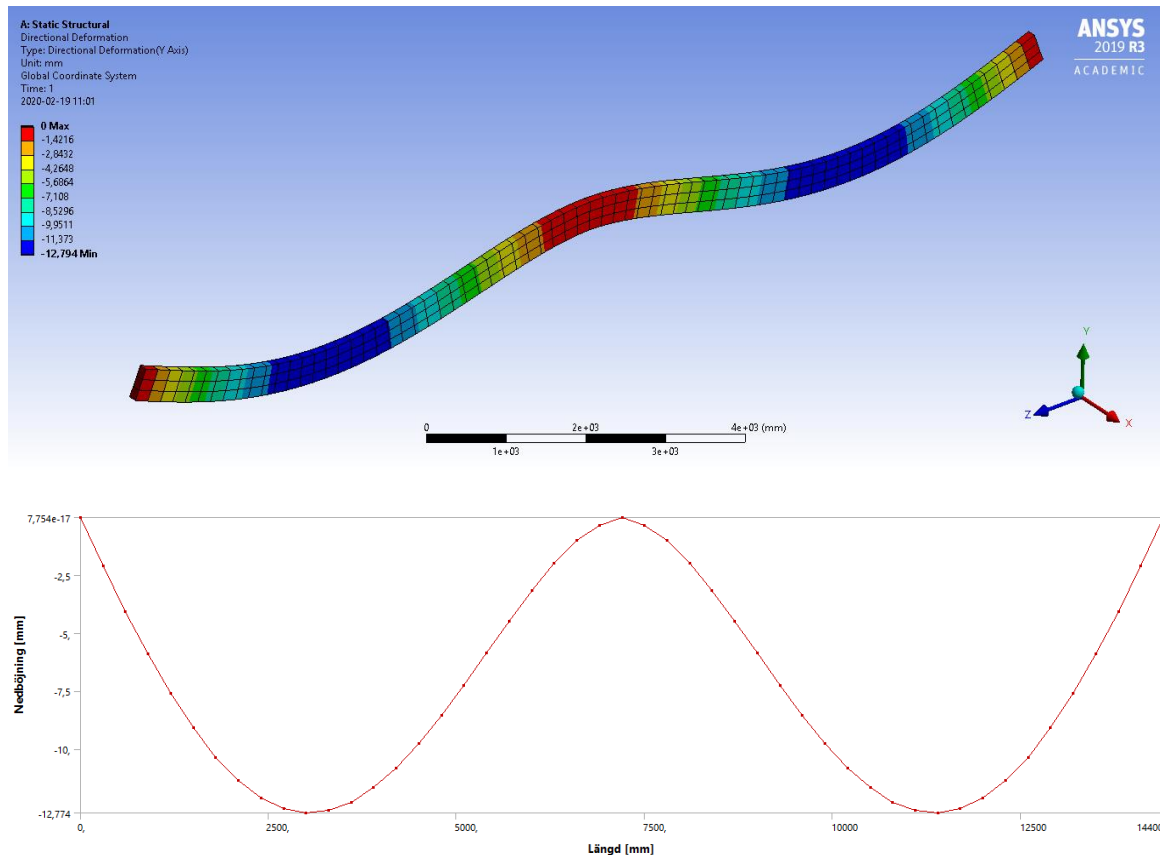 A: Static Structural
Directional Deformation
Type: Directional Deformation(Y Axis)
Unit: mm
Global Coordinate System
Time: 1
2020-02-19 11:01
0 Max
-1,4216
-2,8432
-4,2648
-5,6864
-7,108
-8,5296
-9,9511
-11,373
-12,794 Min
ANSYS
2019 R3
ACADEMIC
Y
Z
X
0
2e+03
4e+03 (mm)
1e+03
3e+03
7,754e-17
-2,5
-5,
-7,5
-10,
-12,774
Nedböjning [mm]
0,
2500,
5000,
7500,
10000
12500
14400
Längd [mm]